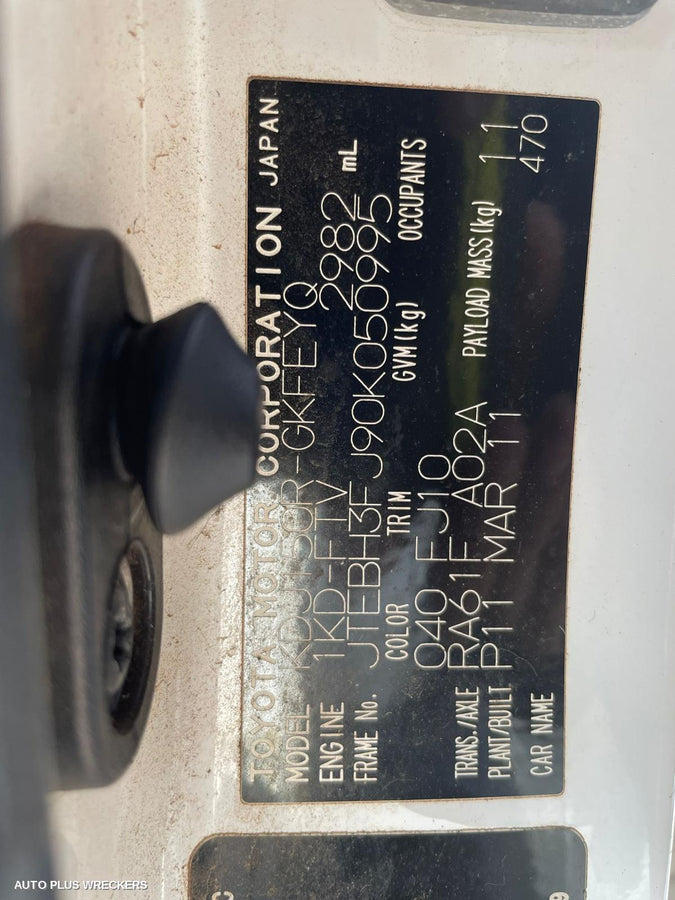 TOYOTA MOTOR CORPORATION JAPAN
MODEL KDJ150R-GKFEYQ
ENGINE 1KD-FTV 2982 mL
FRAME No. JTEBH3FJ90K050995
COLOR TRIM GVM(kg) OCCUPANTS
040 FJ10
TRANS./AXLE RA61F A02A PAYLOAD MASS(kg)
PLANT/BUILT P11 MAR 11 11
CAR NAME 470
C
9
AUTO PLUS WRECKERS